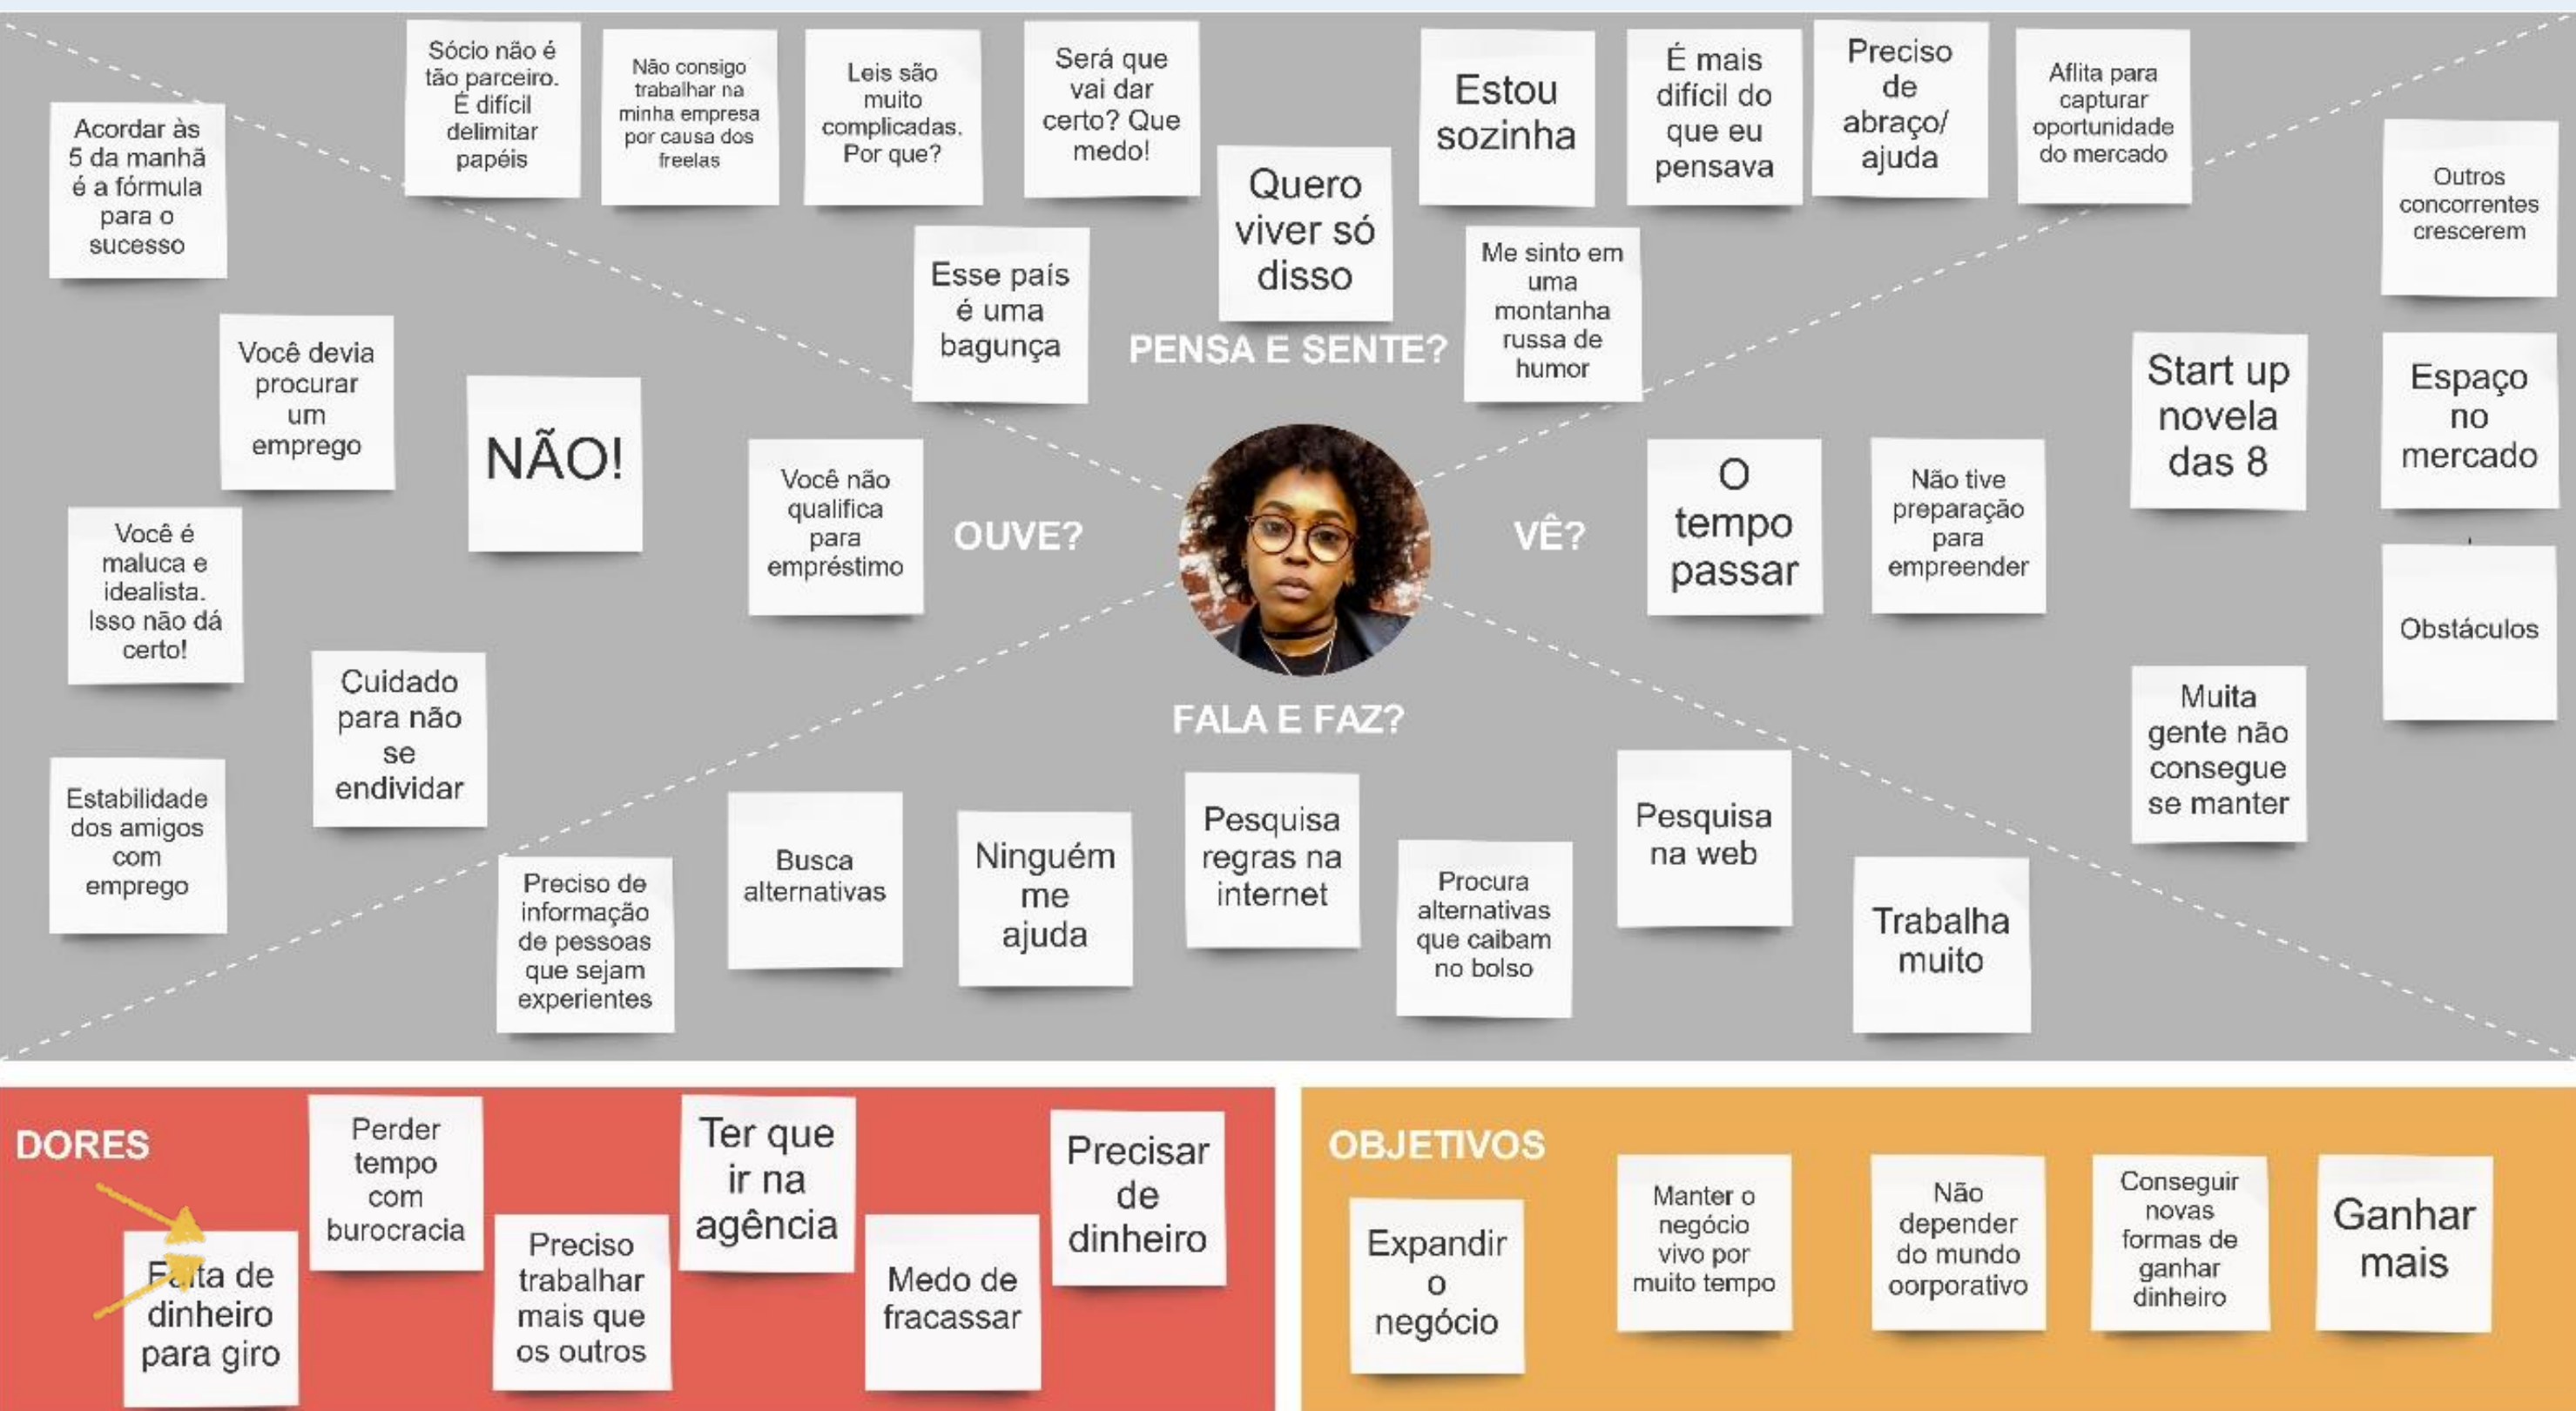 Sócio não é
tão parceiro.
É difícil
delimitar
papéis
Não consigo
trabalhar na
minha empresa
por causa dos
freelas
Leis são
muito
complicadas.
Por que?
Será que
vai dar
certo? Que
medo!
Quero
viver só
disso
Estou
sozinha
É mais
difícil do
que eu
pensava
Preciso
de
abraço/
ajuda
Aflita para
capturar
oportunidade
do mercado
Esse país
é uma
bagunça
Me sinto em
uma
montanha
russa de
humor
PENSA E SENTE?
Acordar às
5 da manhã
é a fórmula
para o
sucesso
Você devia
procurar
um
emprego
NÃO!
Você não
qualifica
para
empréstimo
Você é
maluca e
idealista.
Isso não dá
certo!
Cuidado
para não
se
endividar
Estabilidade
dos amigos
com
emprego
OUVE?
VÊ?
O
tempo
passar
Não tive
preparação
para
empreender
Start up
novela
das 8
Outros
concorrentes
crescerem
Espaço
no
mercado
Obstáculos
Muita
gente não
consegue
se manter
FALA E FAZ?
Preciso de
informação
de pessoas
que sejam
experientes
Busca
alternativas
Ninguém
me
ajuda
Pesquisa
regras na
internet
Procura
alternativas
que caibam
no bolso
Pesquisa
na web
Trabalha
muito
DORES
Falta de
dinheiro
para giro
Perder
tempo
com
burocracia
Preciso
trabalhar
mais que
os outros
Ter que
ir na
agência
Medo de
fracassar
Precisar
de
dinheiro
OBJETIVOS
Expandir
o
negócio
Manter o
negócio
vivo por
muito tempo
Não
depender
do mundo
oorporativo
Conseguir
novas
formas de
ganhar
dinheiro
Ganhar
mais